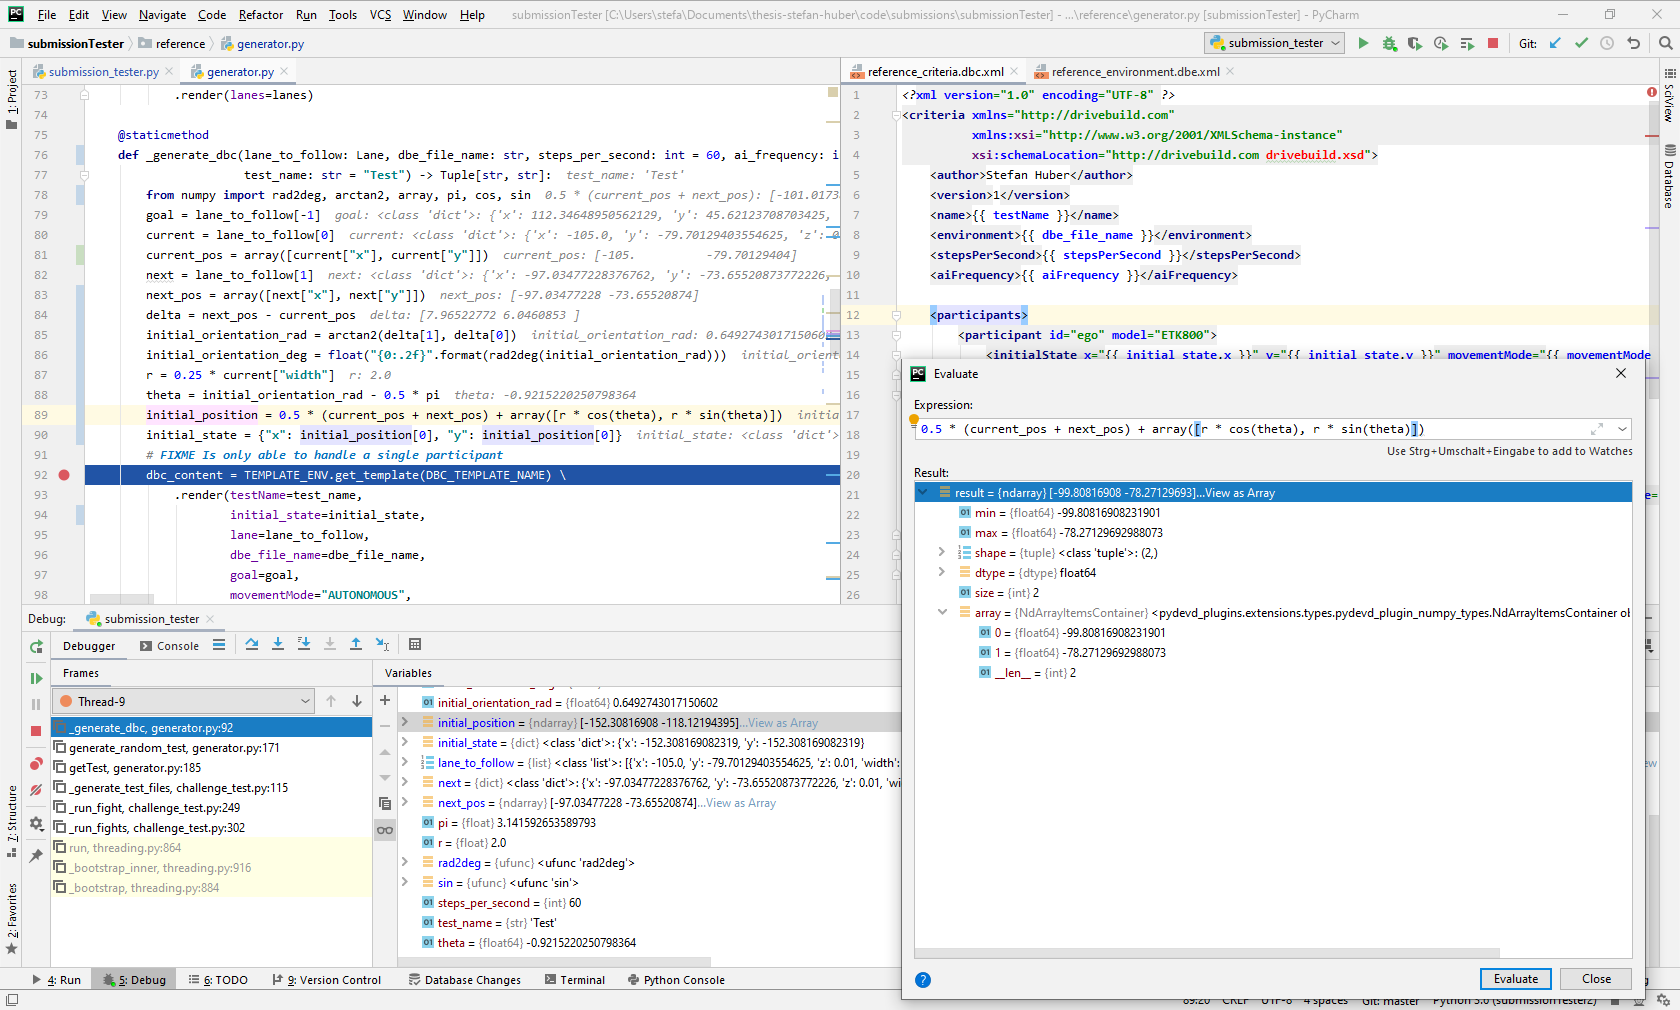 File Edit View Navigate Code Refactor Run Tools VCS Window Help submissionTester [C:\Users\stefa\Documents\thesis-stefan-huber\code\submissions\submissionTester] - ...\reference\generator.py [submissionTester] - PyCharm
submissionTester reference generator.py submission_tester Git:
submission_tester.py generator.py
73 .render(lanes=lanes)
74
75 @staticmethod
76 def _generate_dbc(lane_to_follow: Lane, dbe_file_name: str, steps_per_second: int = 60, ai_frequency: i
77 test_name: str = "Test") -> Tuple[str, str]: test_name: 'Test'
78 from numpy import rad2deg, arctan2, array, pi, cos, sin 0.5 * (current_pos + next_pos): [-101.0173
79 goal = lane_to_follow[-1] goal: <class 'dict'>: {'x': 112.34648950562129, 'y': 45.62123708703425,
80 current = lane_to_follow[0] current: <class 'dict'>: {'x': -105.0, 'y': -79.70129403554625, 'z': 0
81 current_pos = array([current["x"], current["y"]]) current_pos: [-105. -79.70129404]
82 next = lane_to_follow[1] next: <class 'dict'>: {'x': -97.03477228376762, 'y': -73.65520873772226,
83 next_pos = array([next["x"], next["y"]]) next_pos: [-97.03477228 -73.65520874]
84 delta = next_pos - current_pos delta: [7.96522772 6.0460853 ]
85 initial_orientation_rad = arctan2(delta[1], delta[0]) initial_orientation_rad: 0.649274301715060
86 initial_orientation_deg = float("{0:.2f}".format(rad2deg(initial_orientation_rad))) initial_orient
87 r = 0.25 * current["width"] r: 2.0
88 theta = initial_orientation_rad - 0.5 * pi theta: -0.9215220250798364
89 initial_position = 0.5 * (current_pos + next_pos) + array([r * cos(theta), r * sin(theta)]) initia
90 initial_state = {"x": initial_position[0], "y": initial_position[0]} initial_state: <class 'dict'>
91 # FIXME Is only able to handle a single participant
92 dbc_content = TEMPLATE_ENV.get_template(DBC_TEMPLATE_NAME) \
93 .render(testName=test_name,
94 initial_state=initial_state,
95 lane=lane_to_follow,
96 dbe_file_name=dbe_file_name,
97 goal=goal,
98 movementMode="AUTONOMOUS",
reference_criteria.dbc.xml reference_environment.dbe.xml
1 <?xml version="1.0" encoding="UTF-8" ?>
2 <criteria xmlns="http://drivebuild.com"
3 xmlns:xsi="http://www.w3.org/2001/XMLSchema-instance"
4 xsi:schemaLocation="http://drivebuild.com drivebuild.xsd">
5 <author>Stefan Huber</author>
6 <version>1</version>
7 <name>{{ testName }}</name>
8 <environment>{{ dbe_file_name }}</environment>
9 <stepsPerSecond>{{ stepsPerSecond }}</stepsPerSecond>
10 <aiFrequency>{{ aiFrequency }}</aiFrequency>
11
12 <participants>
13 <participant id="ego" model="ETK800">
14 <initialState x="{{ initial_state.x }}" y="{{ initial_state.y }}" movementMode="{{ movementMode
15
16
17
18
19
20
21
22
23
24
25
26
1: Project
7: Structure
2: Favorites
SciView
Database
Evaluate
Expression:
0.5 * (current_pos + next_pos) + array([r * cos(theta), r * sin(theta)])
Use Strg+Umschalt+Eingabe to add to Watches
Result:
result = {ndarray} [-99.80816908 -78.27129693]...View as Array
min = {float64} -99.80816908231901
max = {float64} -78.27129692988073
shape = {tuple} <class 'tuple'>: (2,)
dtype = {dtype} float64
size = {int} 2
array = {NdArrayItemsContainer} <pydevd_plugins.extensions.types.pydevd_plugin_numpy_types.NdArrayItemsContainer ob
0 = {float64} -99.80816908231901
1 = {float64} -78.27129692988073
__len__ = {int} 2
Evaluate Close
Debug: submission_tester
Debugger Console
Frames
Thread-9
_generate_dbc, generator.py:92
generate_random_test, generator.py:171
getTest, generator.py:185
_generate_test_files, challenge_test.py:115
_run_fight, challenge_test.py:249
_run_fights, challenge_test.py:302
run, threading.py:864
_bootstrap_inner, threading.py:916
_bootstrap, threading.py:884
Variables
initial_orientation_rad = {float64} 0.6492743017150602
initial_position = {ndarray} [-152.30816908 -118.12194395]...View as Array
initial_state = {dict} <class 'dict'>: {'x': -152.308169082319, 'y': -152.308169082319}
lane_to_follow = {list} <class 'list'>: [{'x': -105.0, 'y': -79.70129403554625, 'z': 0.01, 'width':
next = {dict} <class 'dict'>: {'x': -97.03477228376762, 'y': -73.65520873772226, 'z': 0.01, 'wi
next_pos = {ndarray} [-97.03477228 -73.65520874]...View as Array
pi = {float} 3.141592653589793
r = {float} 2.0
rad2deg = {ufunc} <ufunc 'rad2deg'>
sin = {ufunc} <ufunc 'sin'>
steps_per_second = {int} 60
test_name = {str} 'Test'
theta = {float64} -0.9215220250798364
4: Run 5: Debug 6: TODO 9: Version Control Database Changes Terminal Python Console
89:20 CRLF UTF-8 4 spaces Git: master